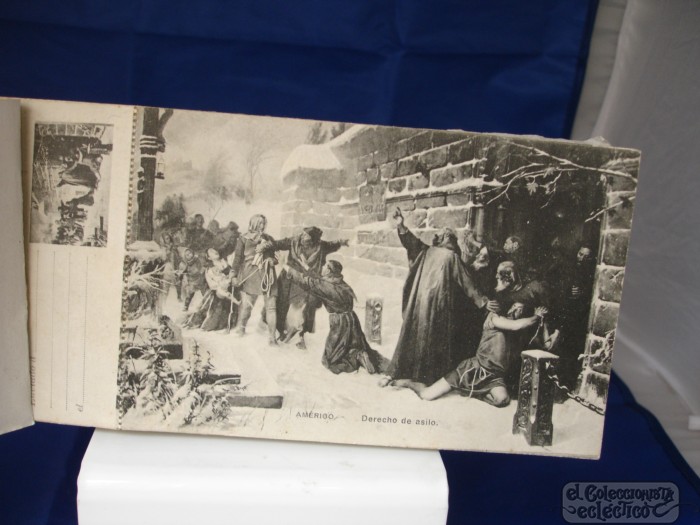 AMÉRIGO.— Derecho de asilo.
el Coleccionista
ecléctico